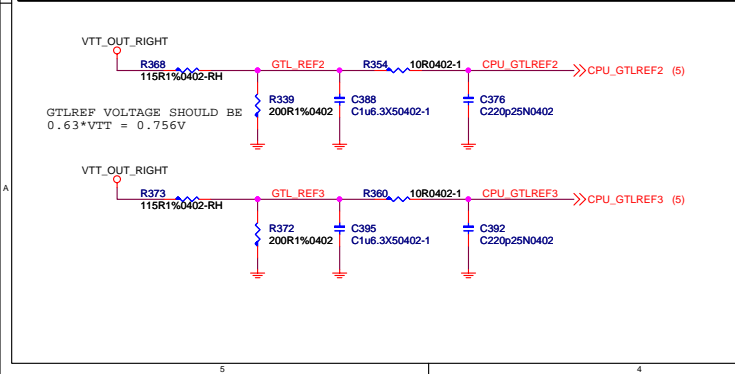 VTT_OUT_RIGHT
R368
115R1%0402-RH
GTL_REF2
R354
10R0402-1
CPU_GTLREF2
CPU_GTLREF2 (5)
R339
200R1%0402
C388
C1u6.3X50402-1
C376
C220p25N0402
GTLREF VOLTAGE SHOULD BE
0.63*VTT = 0.756V
VTT_OUT_RIGHT
R373
115R1%0402-RH
GTL_REF3
R360
10R0402-1
CPU_GTLREF3
CPU_GTLREF3 (5)
A
R372
200R1%0402
C395
C1u6.3X50402-1
C392
C220p25N0402
5
4